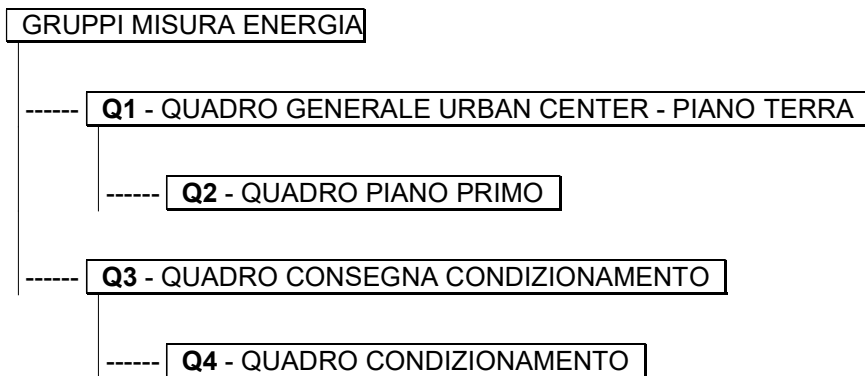 GRUPPI MISURA ENERGIA
------ Q1 - QUADRO GENERALE URBAN CENTER - PIANO TERRA
------ Q2 - QUADRO PIANO PRIMO
------ Q3 - QUADRO CONSEGNA CONDIZIONAMENTO
------ Q4 - QUADRO CONDIZIONAMENTO